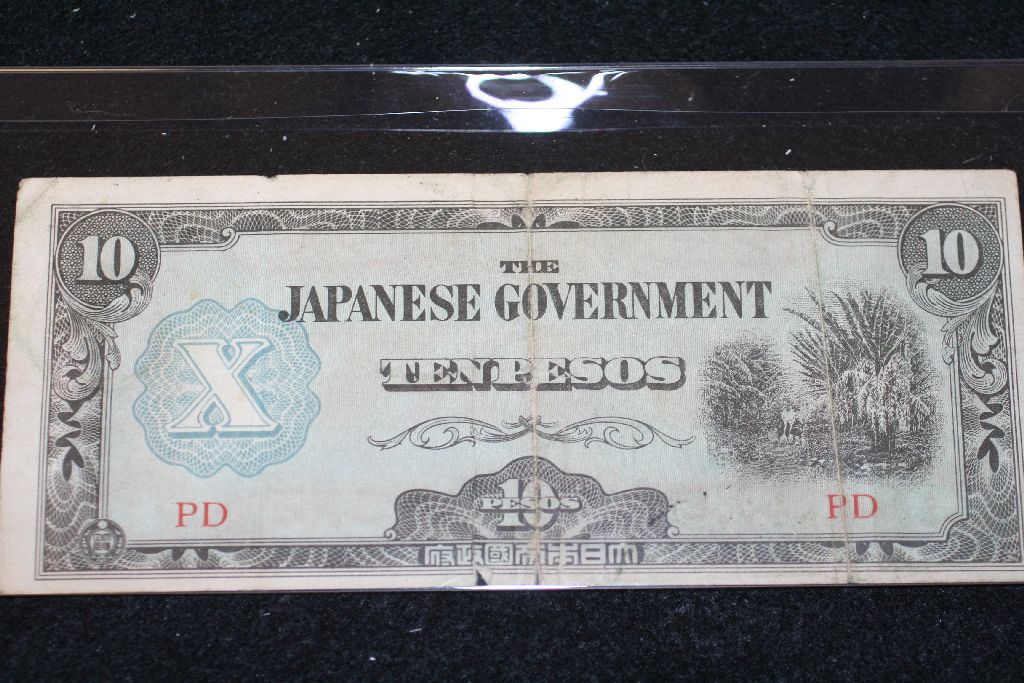 10
10
THE
JAPANESE GOVERNMENT
X
TEN PESOS
PD
10
PESOS
PD
府政國帝本日大